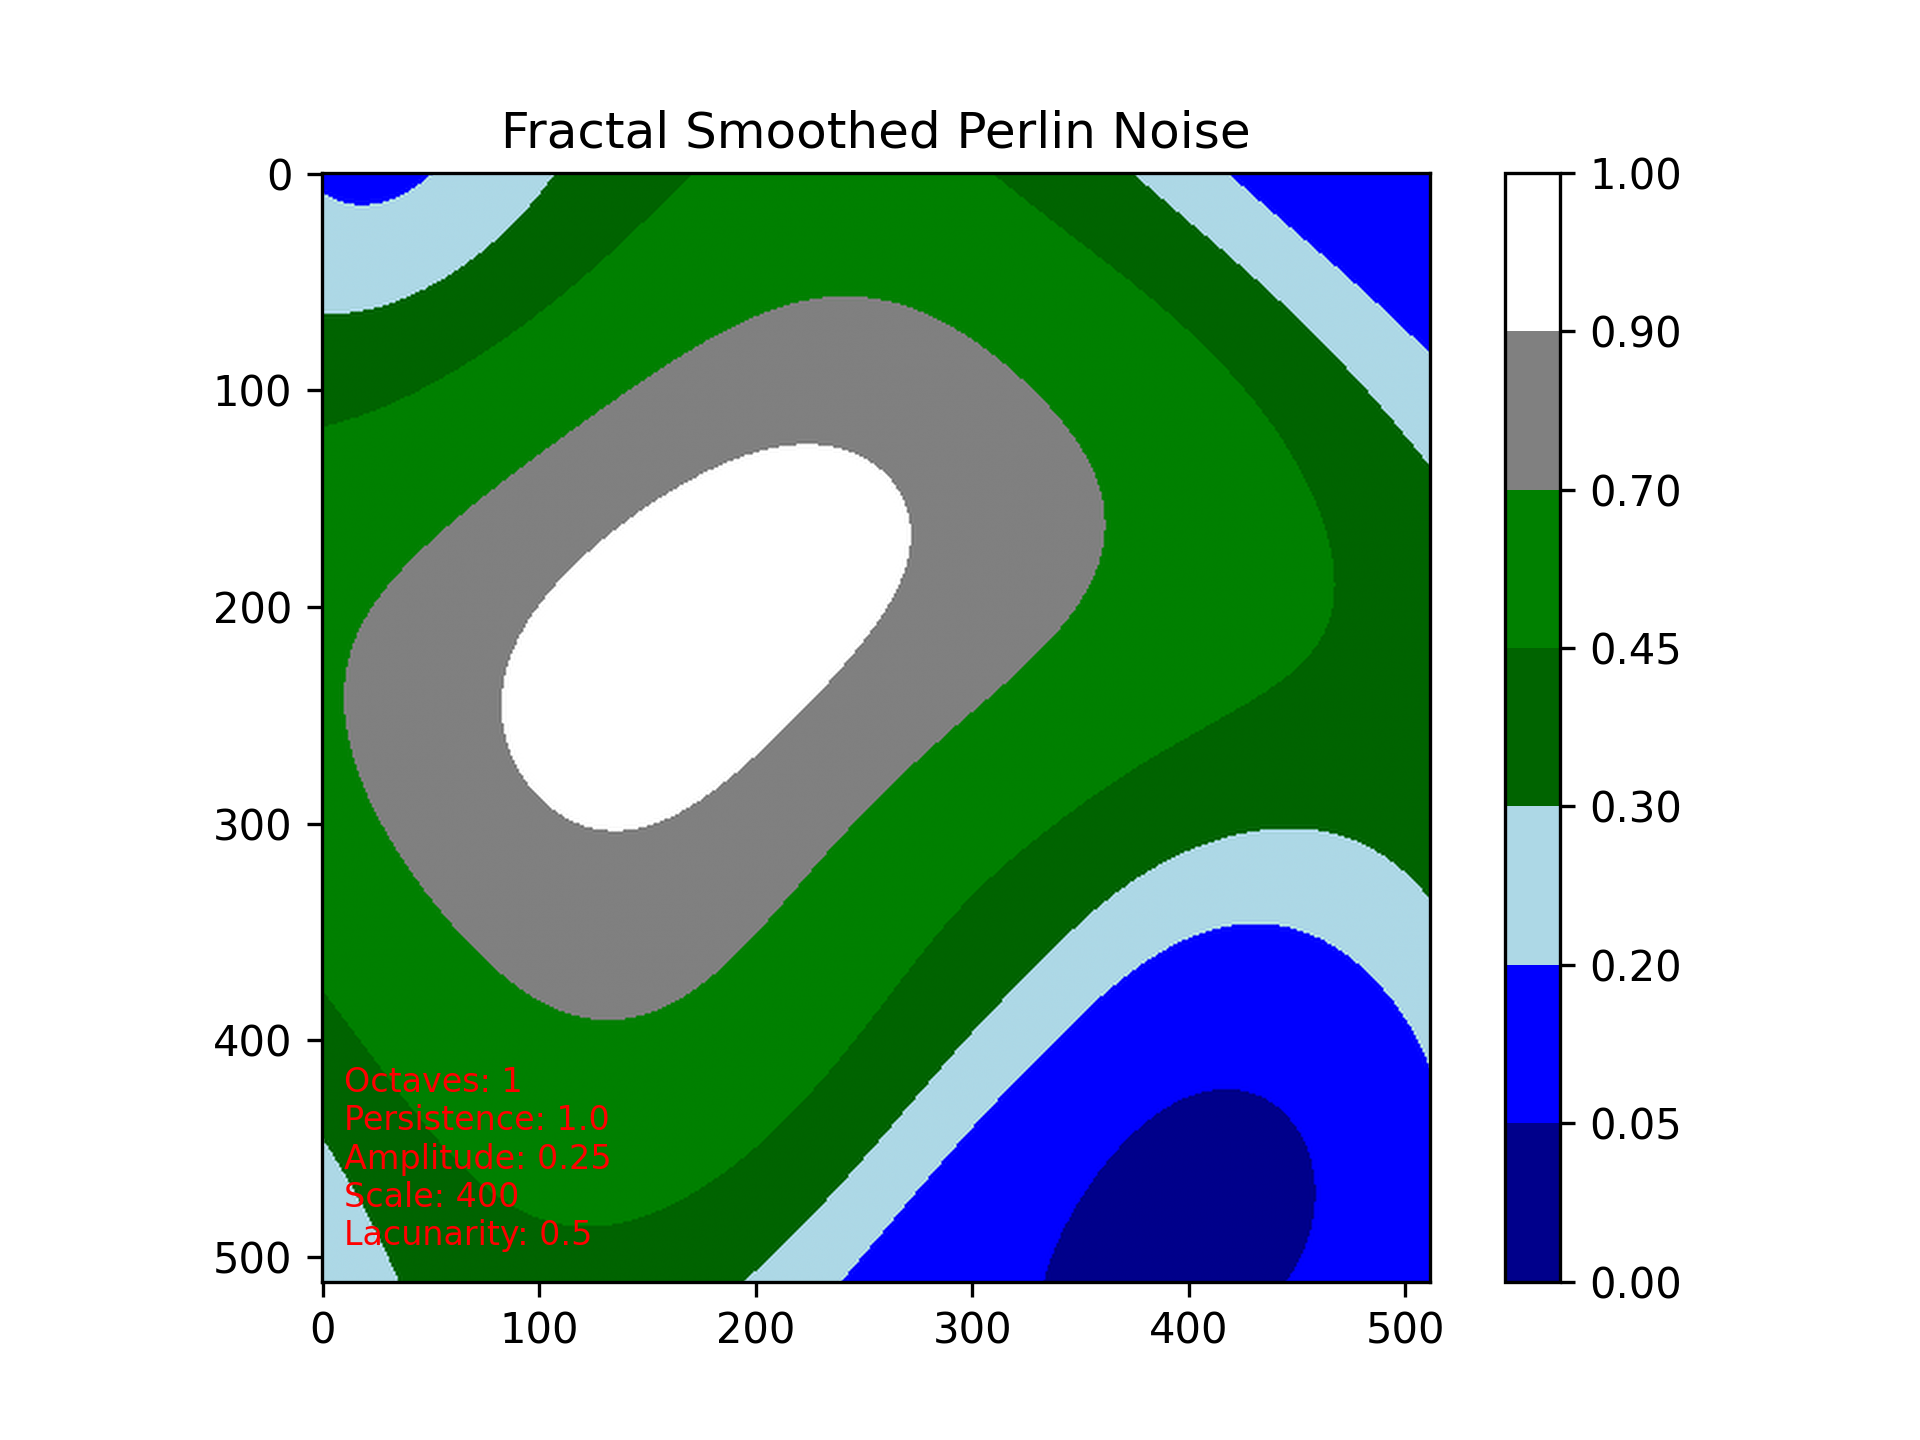 Fractal Smoothed Perlin Noise
0
100
200
300
400
500
Octaves: 1
Persistence: 1.0
Amplitude: 0.25
Scale: 400
Lacunarity: 0.5
0 100 200 300 400 500
1.00
0.90
0.70
0.45
0.30
0.20
0.05
0.00